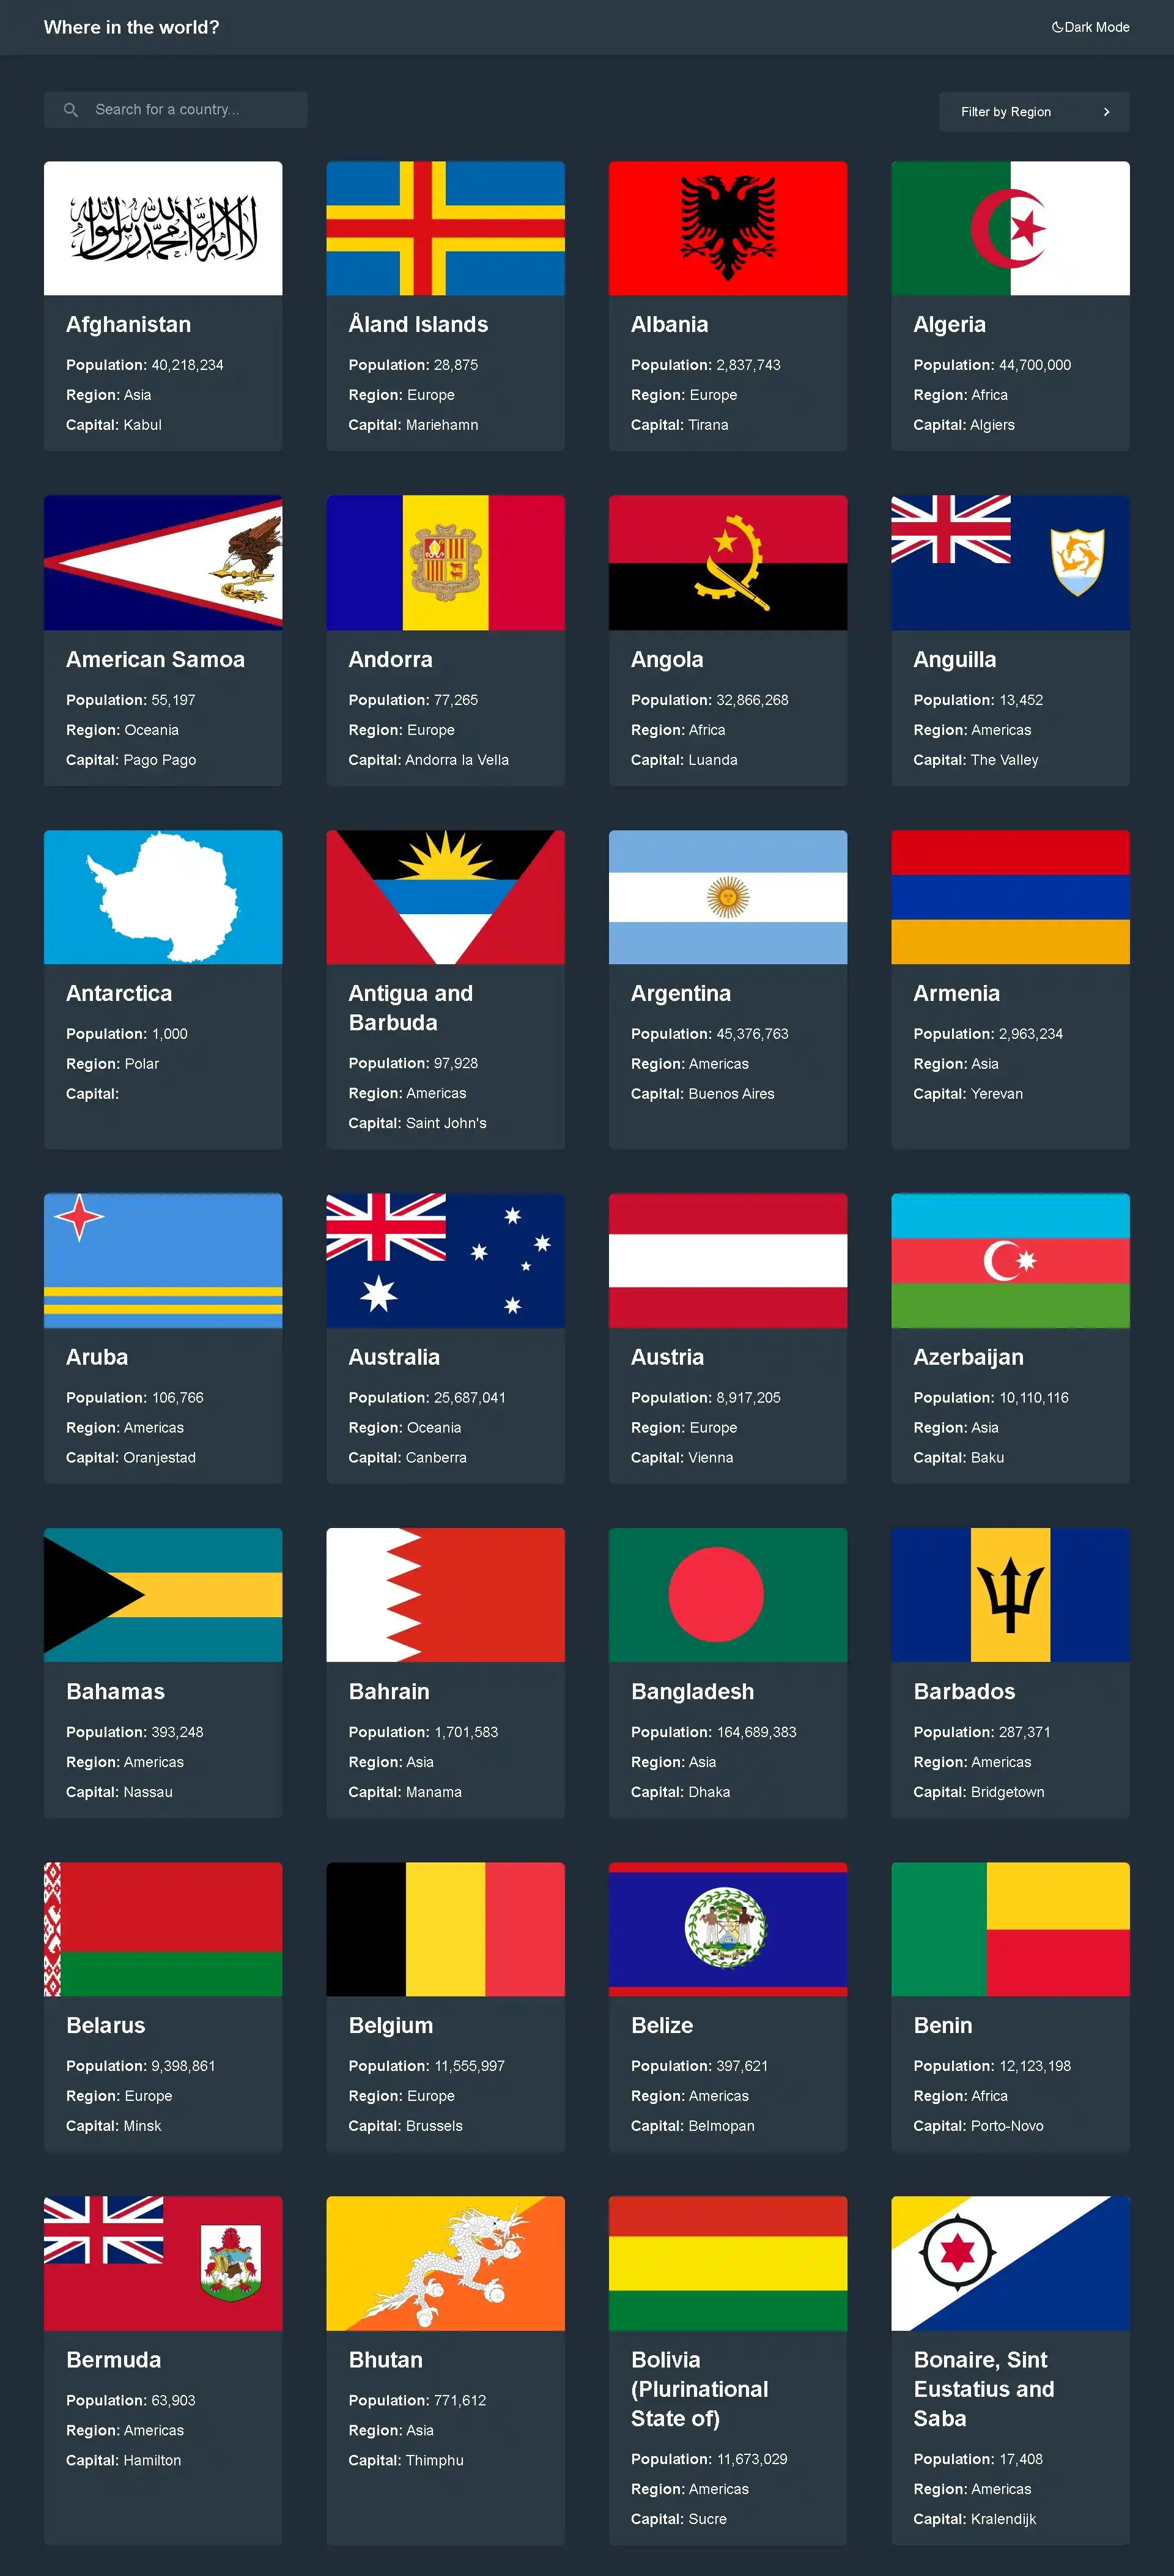 Where in the world?
Dark Mode
Search for a country...
Filter by Region
لا إله إلا الله محمد رسول الله
Afghanistan
Population: 40,218,234
Region: Asia
Capital: Kabul
Åland Islands
Population: 28,875
Region: Europe
Capital: Mariehamn
Albania
Population: 2,837,743
Region: Europe
Capital: Tirana
Algeria
Population: 44,700,000
Region: Africa
Capital: Algiers
American Samoa
Population: 55,197
Region: Oceania
Capital: Pago Pago
Andorra
Population: 77,265
Region: Europe
Capital: Andorra la Vella
Angola
Population: 32,866,268
Region: Africa
Capital: Luanda
Anguilla
Population: 13,452
Region: Americas
Capital: The Valley
Antarctica
Population: 1,000
Region: Polar
Capital:
Antigua and
Barbuda
Population: 97,928
Region: Americas
Capital: Saint John's
Argentina
Population: 45,376,763
Region: Americas
Capital: Buenos Aires
Armenia
Population: 2,963,234
Region: Asia
Capital: Yerevan
Aruba
Population: 106,766
Region: Americas
Capital: Oranjestad
Australia
Population: 25,687,041
Region: Oceania
Capital: Canberra
Austria
Population: 8,917,205
Region: Europe
Capital: Vienna
Azerbaijan
Population: 10,110,116
Region: Asia
Capital: Baku
Bahamas
Population: 393,248
Region: Americas
Capital: Nassau
Bahrain
Population: 1,701,583
Region: Asia
Capital: Manama
Bangladesh
Population: 164,689,383
Region: Asia
Capital: Dhaka
Barbados
Population: 287,371
Region: Americas
Capital: Bridgetown
Belarus
Population: 9,398,861
Region: Europe
Capital: Minsk
Belgium
Population: 11,555,997
Region: Europe
Capital: Brussels
Belize
Population: 397,621
Region: Americas
Capital: Belmopan
Benin
Population: 12,123,198
Region: Africa
Capital: Porto-Novo
Bermuda
Population: 63,903
Region: Americas
Capital: Hamilton
Bhutan
Population: 771,612
Region: Asia
Capital: Thimphu
Bolivia
(Plurinational
State of)
Population: 11,673,029
Region: Americas
Capital: Sucre
Bonaire, Sint
Eustatius and
Saba
Population: 17,408
Region: Americas
Capital: Kralendijk